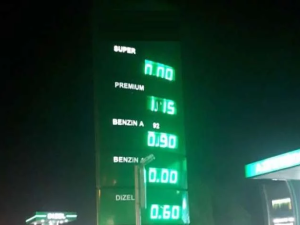 SUPER
0.00
PREMIUM
1.15
BENZIN A 92
0.90
BENZIN A
0.00
DIZEL
0.60